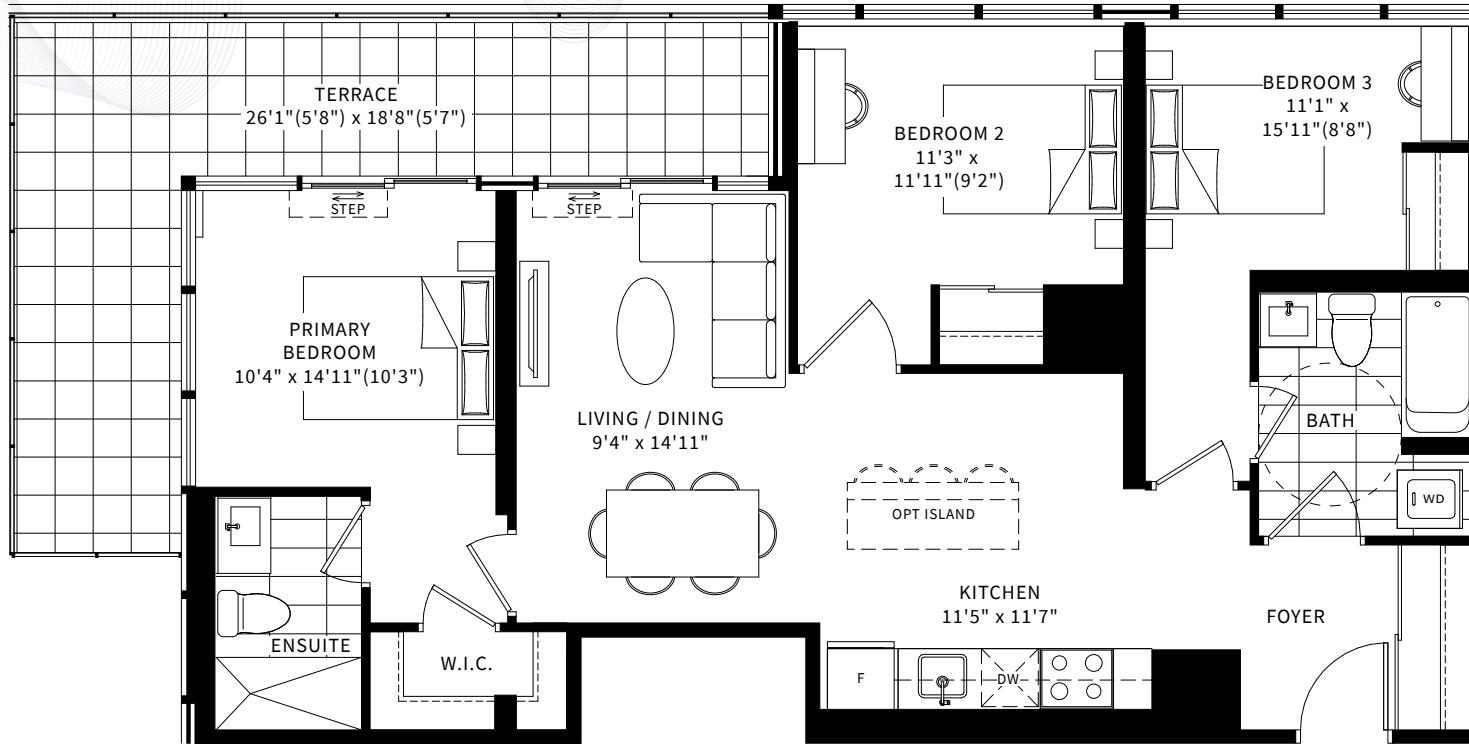 TERRACE
26'1"(5'8") x 18'8"(5'7")
BEDROOM 3
11'1" x
15'11"(8'8")
BEDROOM 2
11'3" x
11'11"(9'2")
STEP
STEP
PRIMARY
BEDROOM
10'4" x 14'11"(10'3")
LIVING / DINING
9'4" x 14'11"
BATH
WD
OPT ISLAND
KITCHEN
11'5" x 11'7"
FOYER
ENSUITE
W.I.C.
F
DW